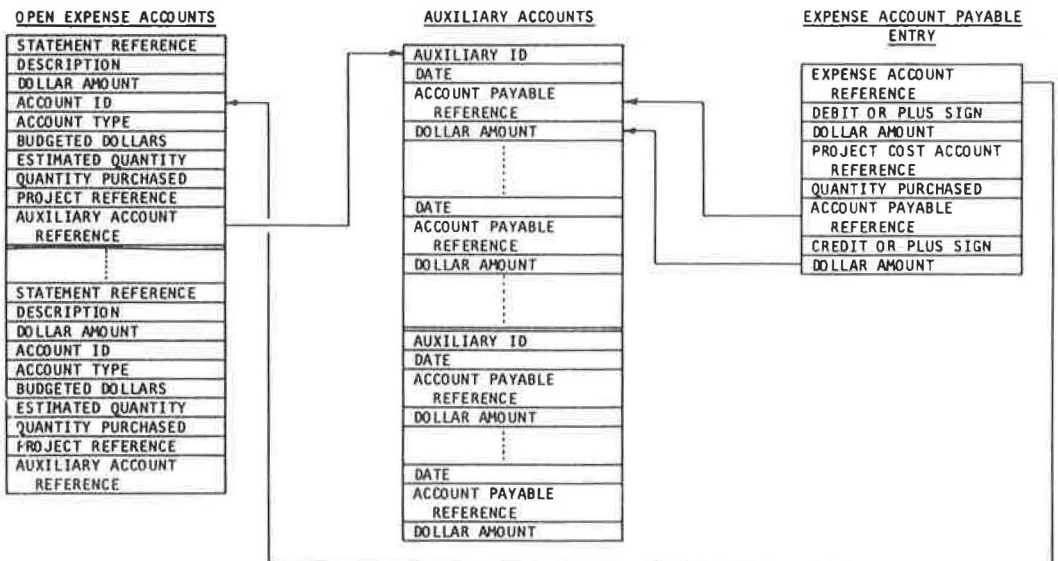 OPEN EXPENSE ACCOUNTS
STATEMENT REFERENCE
DESCRIPTION
DOLLAR AMOUNT
ACCOUNT ID
ACCOUNT TYPE
BUDGETED DOLLARS
ESTIMATED QUANTITY
QUANTITY PURCHASED
PROJECT REFERENCE
AUXILIARY ACCOUNT
REFERENCE
STATEMENT REFERENCE
DESCRIPTION
DOLLAR AMOUNT
ACCOUNT ID
ACCOUNT TYPE
BUDGETED DOLLARS
ESTIMATED QUANTITY
QUANTITY PURCHASED
PROJECT REFERENCE
AUXILIARY ACCOUNT
REFERENCE
AUXILIARY ACCOUNTS
AUXILIARY ID
DATE
ACCOUNT PAYABLE
REFERENCE
DOLLAR AMOUNT
DATE
ACCOUNT PAYABLE
REFERENCE
DOLLAR AMOUNT
AUXILIARY ID
DATE
ACCOUNT PAYABLE
REFERENCE
DOLLAR AMOUNT
DATE
ACCOUNT PAYABLE
REFERENCE
DOLLAR AMOUNT
EXPENSE ACCOUNT PAYABLE
ENTRY
EXPENSE ACCOUNT
REFERENCE
DEBIT OR PLUS SIGN
DOLLAR AMOUNT
PROJECT COST ACCOUNT
REFERENCE
QUANTITY PURCHASED
ACCOUNT PAYABLE
REFERENCE
CREDIT OR PLUS SIGN
DOLLAR AMOUNT